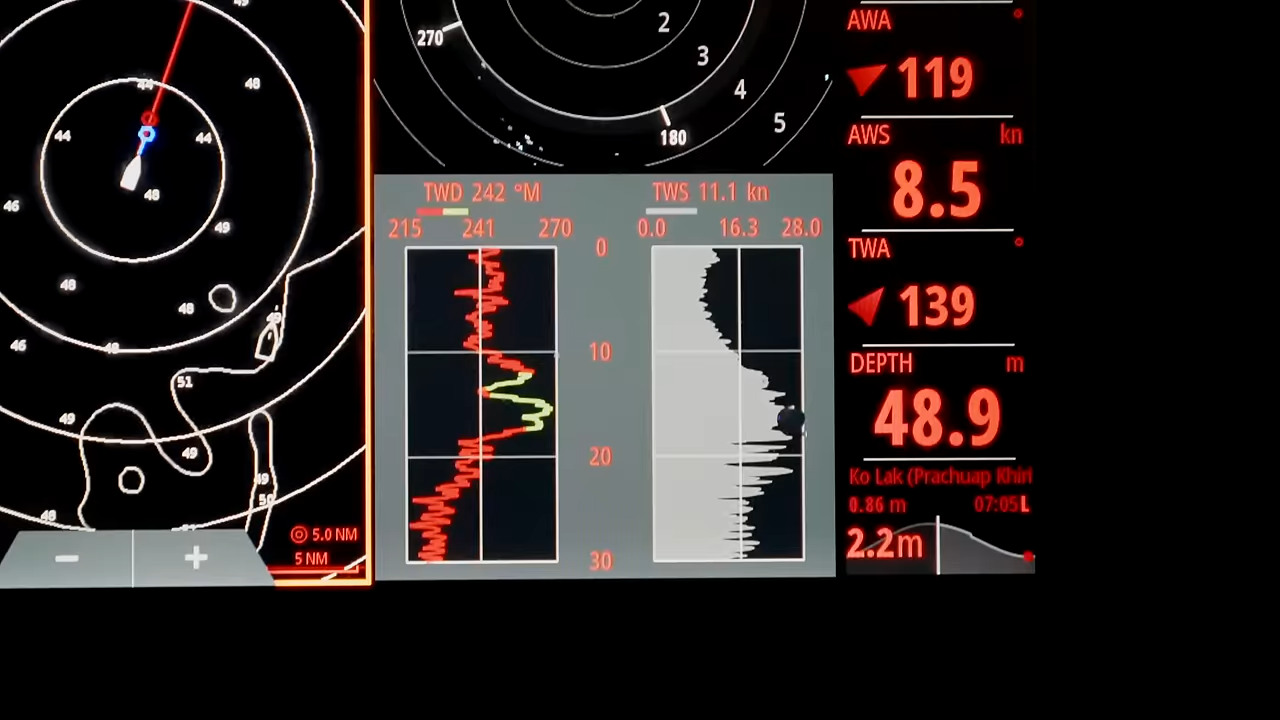 49
44
48
44
44
48
46
49
48
48
49
46
48
51
49
49
49
50
48
5.0 NM
5 NM
− +
270
2
3
4
5
180
TWD 242 °M
215 241 270
TWS 11.1 kn
0.0 16.3 28.0
0
10
20
30
AWA °
119
AWS kn
8.5
TWA °
139
DEPTH m
48.9
Ko Lak (Prachuap Khiri
0.86 m 07:05L
2.2m